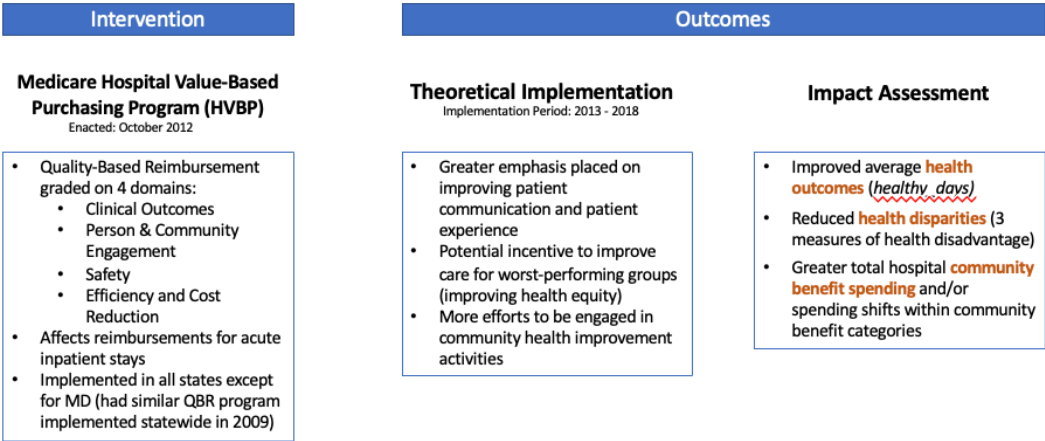 Intervention
Outcomes
Medicare Hospital Value-Based
Purchasing Program (HVBP)
Enacted: October 2012
• Quality-Based Reimbursement
graded on 4 domains:
• Clinical Outcomes
• Person & Community
Engagement
• Safety
• Efficiency and Cost
Reduction
• Affects reimbursements for acute
inpatient stays
• Implemented in all states except
for MD (had similar QBR program
implemented statewide in 2009)
Theoretical Implementation
Implementation Period: 2013 - 2018
• Greater emphasis placed on
improving patient
communication and patient
experience
• Potential incentive to improve
care for worst-performing groups
(improving health equity)
• More efforts to be engaged in
community health improvement
activities
Impact Assessment
• Improved average health
outcomes (healthy_days)
• Reduced health disparities (3
measures of health disadvantage)
• Greater total hospital community
benefit spending and/or
spending shifts within community
benefit categories